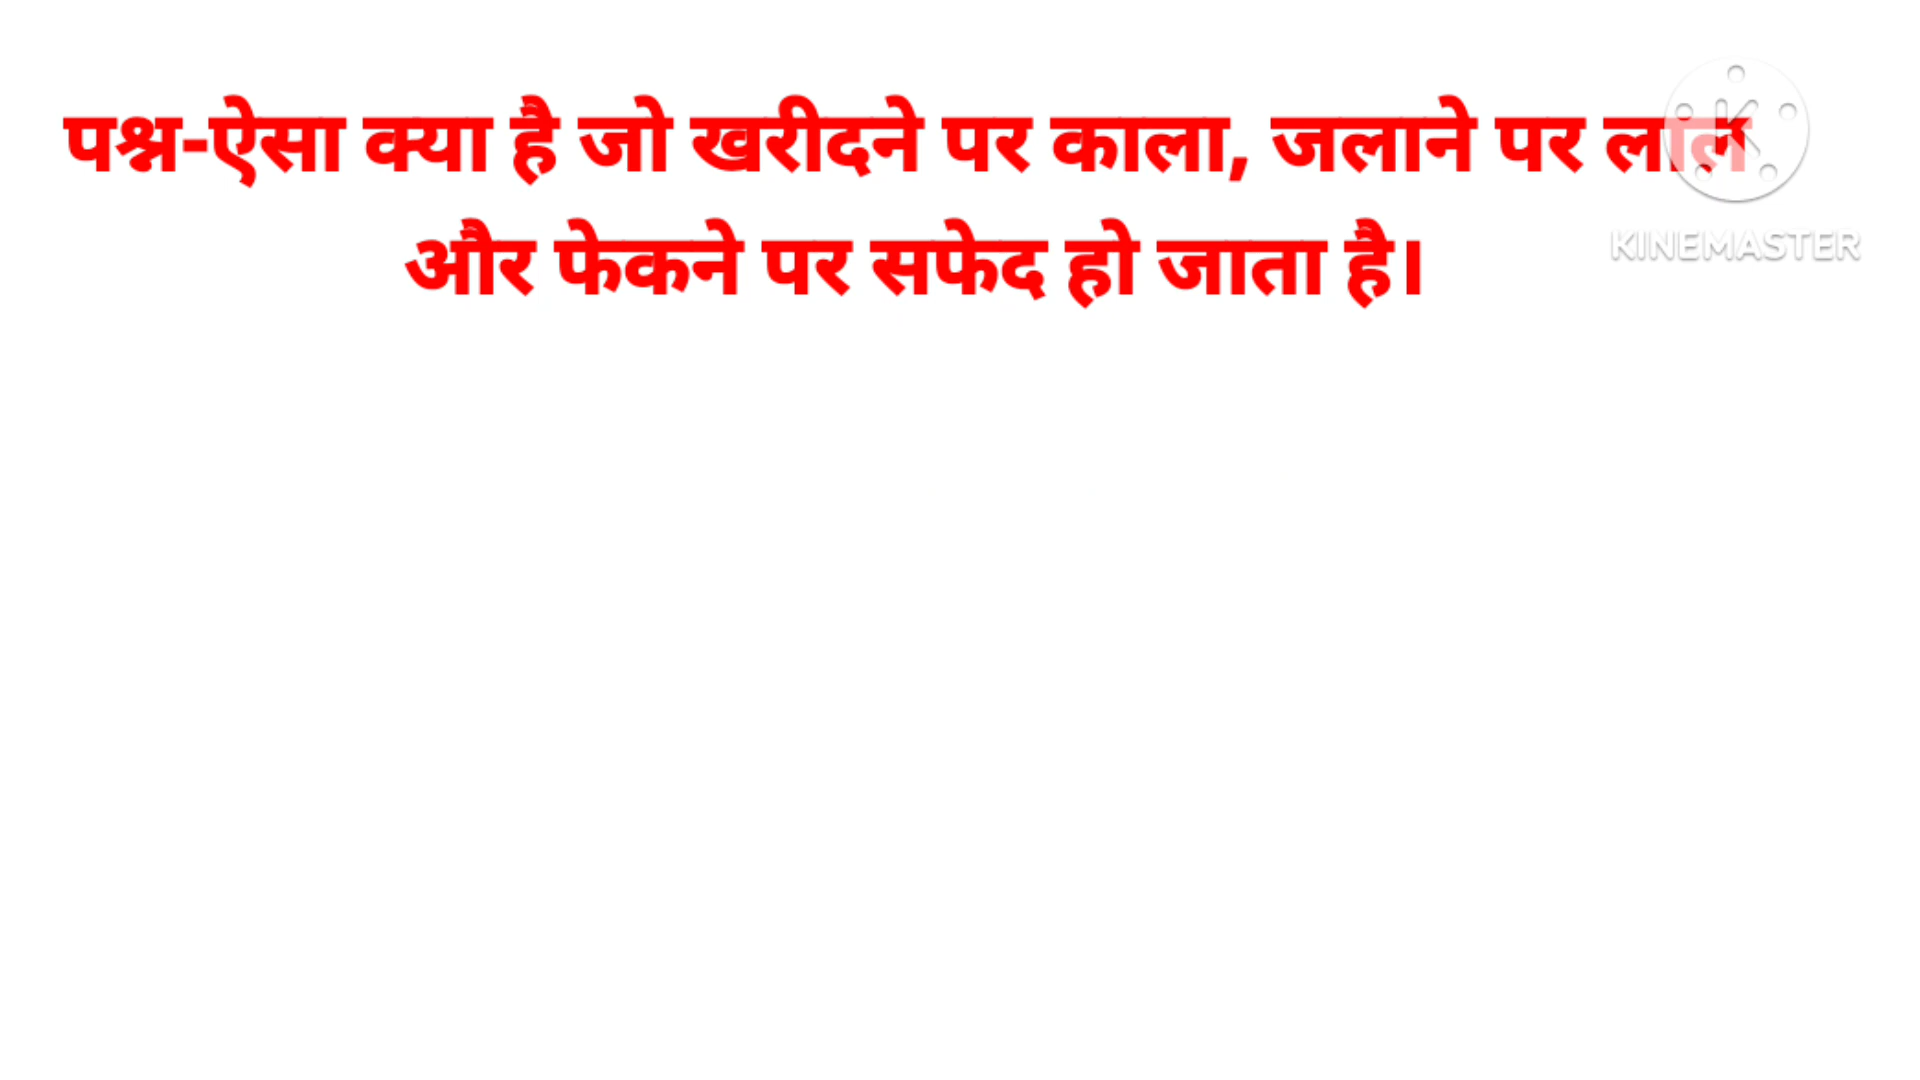 पश्न-ऐसा क्या है जो खरीदने पर काला, जलाने पर लाल
और फेकने पर सफेद हो जाता है।
KINEMASTER